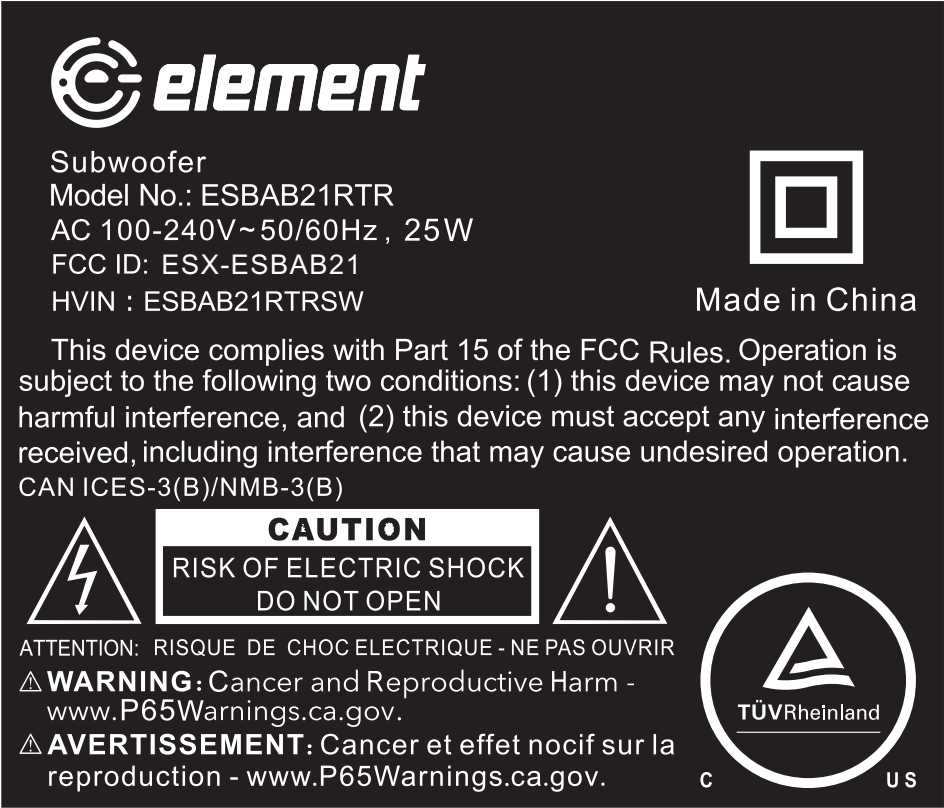 element
Subwoofer
Model No.: ESBAB21RTR
AC 100-240V~50/60Hz , 25W
FCC ID: ESX-ESBAB21
HVIN : ESBAB21RTRSW
Made in China
This device complies with Part 15 of the FCC Rules. Operation is
subject to the following two conditions: (1) this device may not cause
harmful interference, and (2) this device must accept any interference
received, including interference that may cause undesired operation.
CAN ICES-3(B)/NMB-3(B)
CAUTION
RISK OF ELECTRIC SHOCK
DO NOT OPEN
ATTENTION: RISQUE DE CHOC ELECTRIQUE - NE PAS OUVRIR
⚠ WARNING: Cancer and Reproductive Harm -
www.P65Warnings.ca.gov.
⚠ AVERTISSEMENT: Cancer et effet nocif sur la
reproduction - www.P65Warnings.ca.gov.
TÜVRheinland
C US